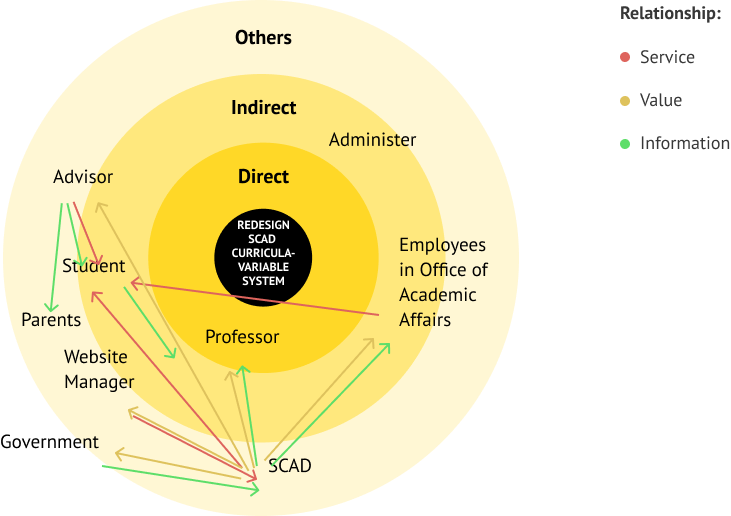 Others
Indirect
Administer
Direct
Advisor
REDESIGN
SCAD
CURRICULA-
VARIABLE
SYSTEM
Student
Employees
in Office of
Academic
Affairs
Parents
Professor
Website
Manager
Government
SCAD
Relationship:
Service
Value
Information